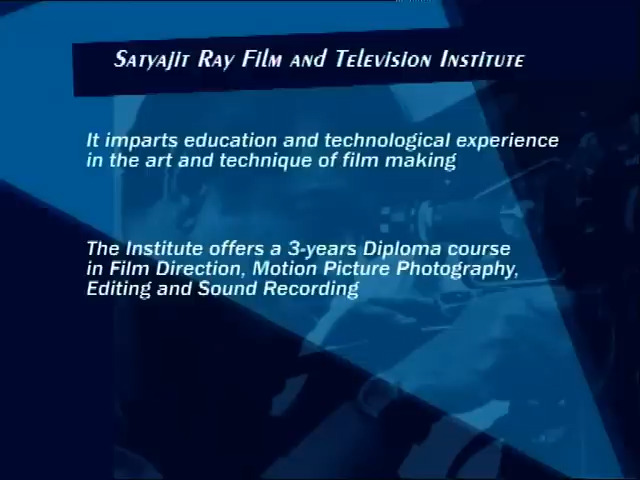 Satyajit Ray Film and Television Institute
It imparts education and technological experience
in the art and technique of film making
The Institute offers a 3-years Diploma course
in Film Direction, Motion Picture Photography,
Editing and Sound Recording